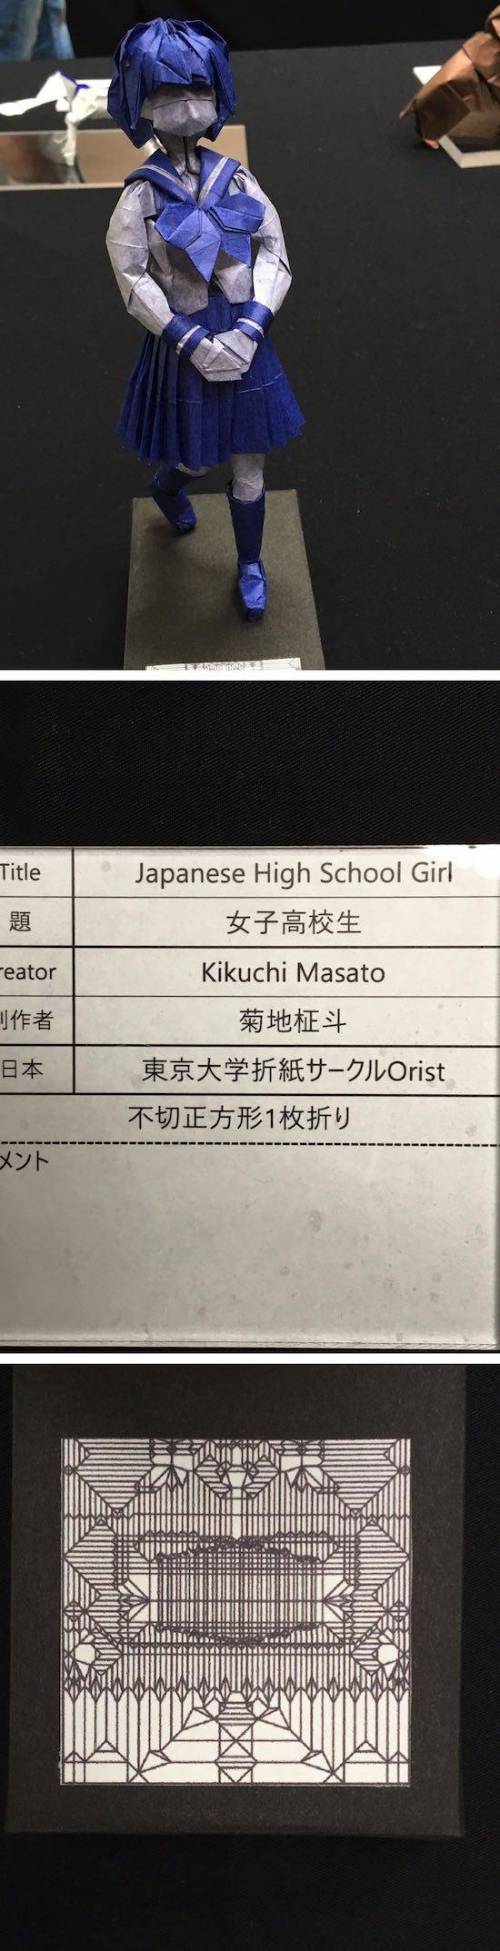 Title Japanese High School Girl
題 女子高校生
reator Kikuchi Masato
創作者 菊地柾斗
日本 東京大学折紙サークルOrist
不切正方形1枚折り
メント